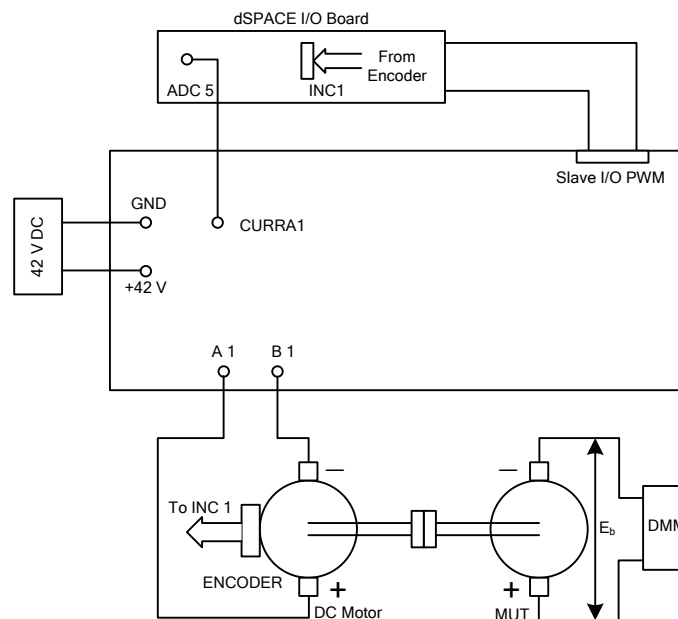 dSPACE I/O Board
From
Encoder
ADC 5
INC1
Slave I/O PWM
GND
CURRA1
42 V DC
+42 V
A 1
B 1
To INC 1
ENCODER
DC Motor
MUT
Eb
DMM